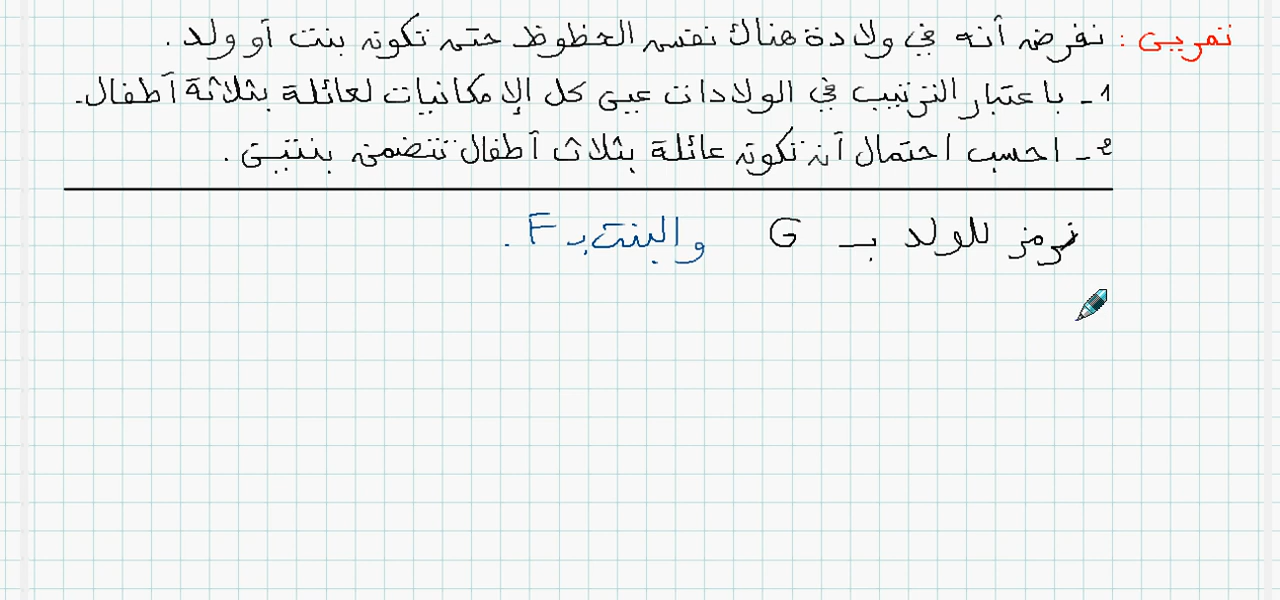 تمرين : نفرض أنه في ولادة هناك نفس الحظوظ حتى تكون بنت أو ولد .
1 - باعتبار الترتيب في الولادات عين كل الإمكانيات لعائلة بثلاثة أطفال .
2 - احسب احتمال أن تكون عائلة بثلاث أطفال تتضمن بنتين .
نرمز للولد بـ G والبنت بـ F .